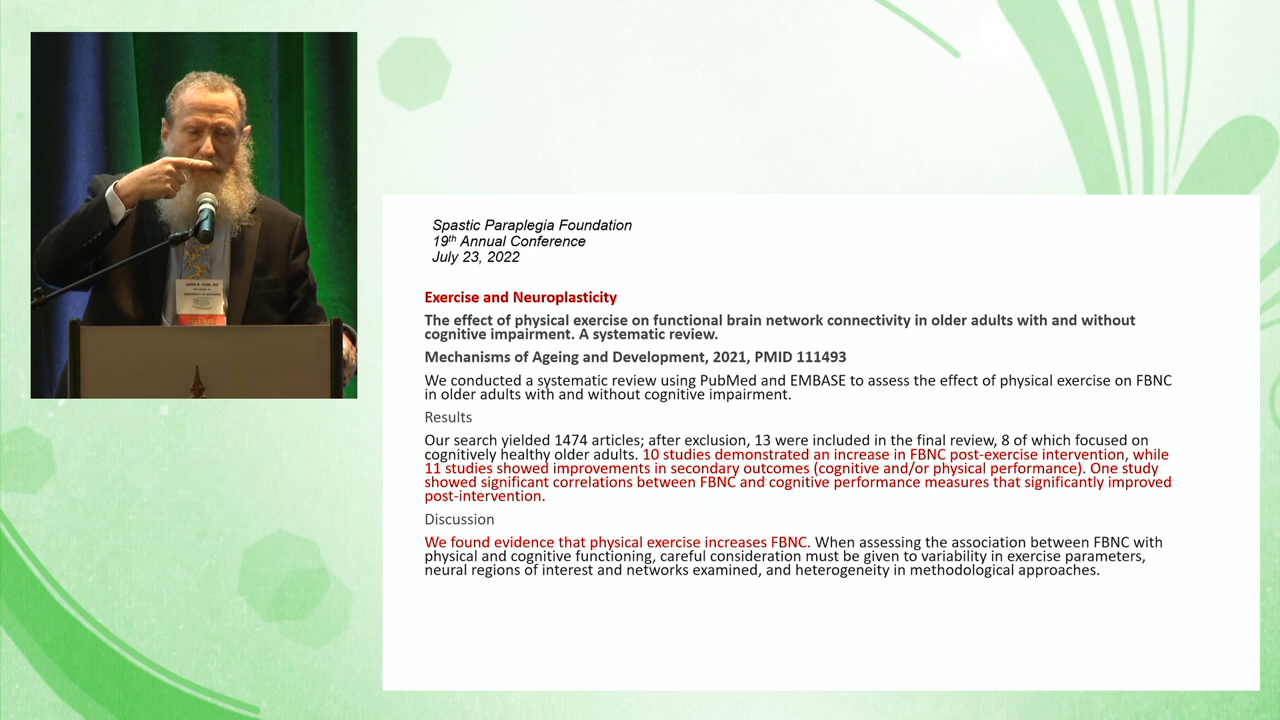 Spastic Paraplegia Foundation
19th Annual Conference
July 23, 2022
Exercise and Neuroplasticity
The effect of physical exercise on functional brain network connectivity in older adults with and without
cognitive impairment. A systematic review.
Mechanisms of Ageing and Development, 2021, PMID 111493
We conducted a systematic review using PubMed and EMBASE to assess the effect of physical exercise on FBNC
in older adults with and without cognitive impairment.
Results
Our search yielded 1474 articles; after exclusion, 13 were included in the final review, 8 of which focused on
cognitively healthy older adults. 10 studies demonstrated an increase in FBNC post-exercise intervention, while
11 studies showed improvements in secondary outcomes (cognitive and/or physical performance). One study
showed significant correlations between FBNC and cognitive performance measures that significantly improved
post-intervention.
Discussion
We found evidence that physical exercise increases FBNC. When assessing the association between FBNC with
physical and cognitive functioning, careful consideration must be given to variability in exercise parameters,
neural regions of interest and networks examined, and heterogeneity in methodological approaches.